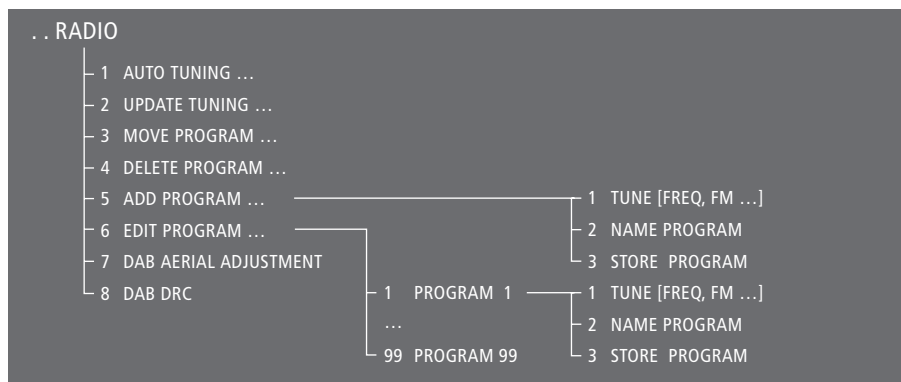 . . RADIO
1 AUTO TUNING …
2 UPDATE TUNING …
3 MOVE PROGRAM …
4 DELETE PROGRAM …
5 ADD PROGRAM …
1 TUNE [FREQ, FM …]
2 NAME PROGRAM
3 STORE PROGRAM
6 EDIT PROGRAM …
1 PROGRAM 1
1 TUNE [FREQ, FM …]
2 NAME PROGRAM
3 STORE PROGRAM
…
99 PROGRAM 99
7 DAB AERIAL ADJUSTMENT
8 DAB DRC